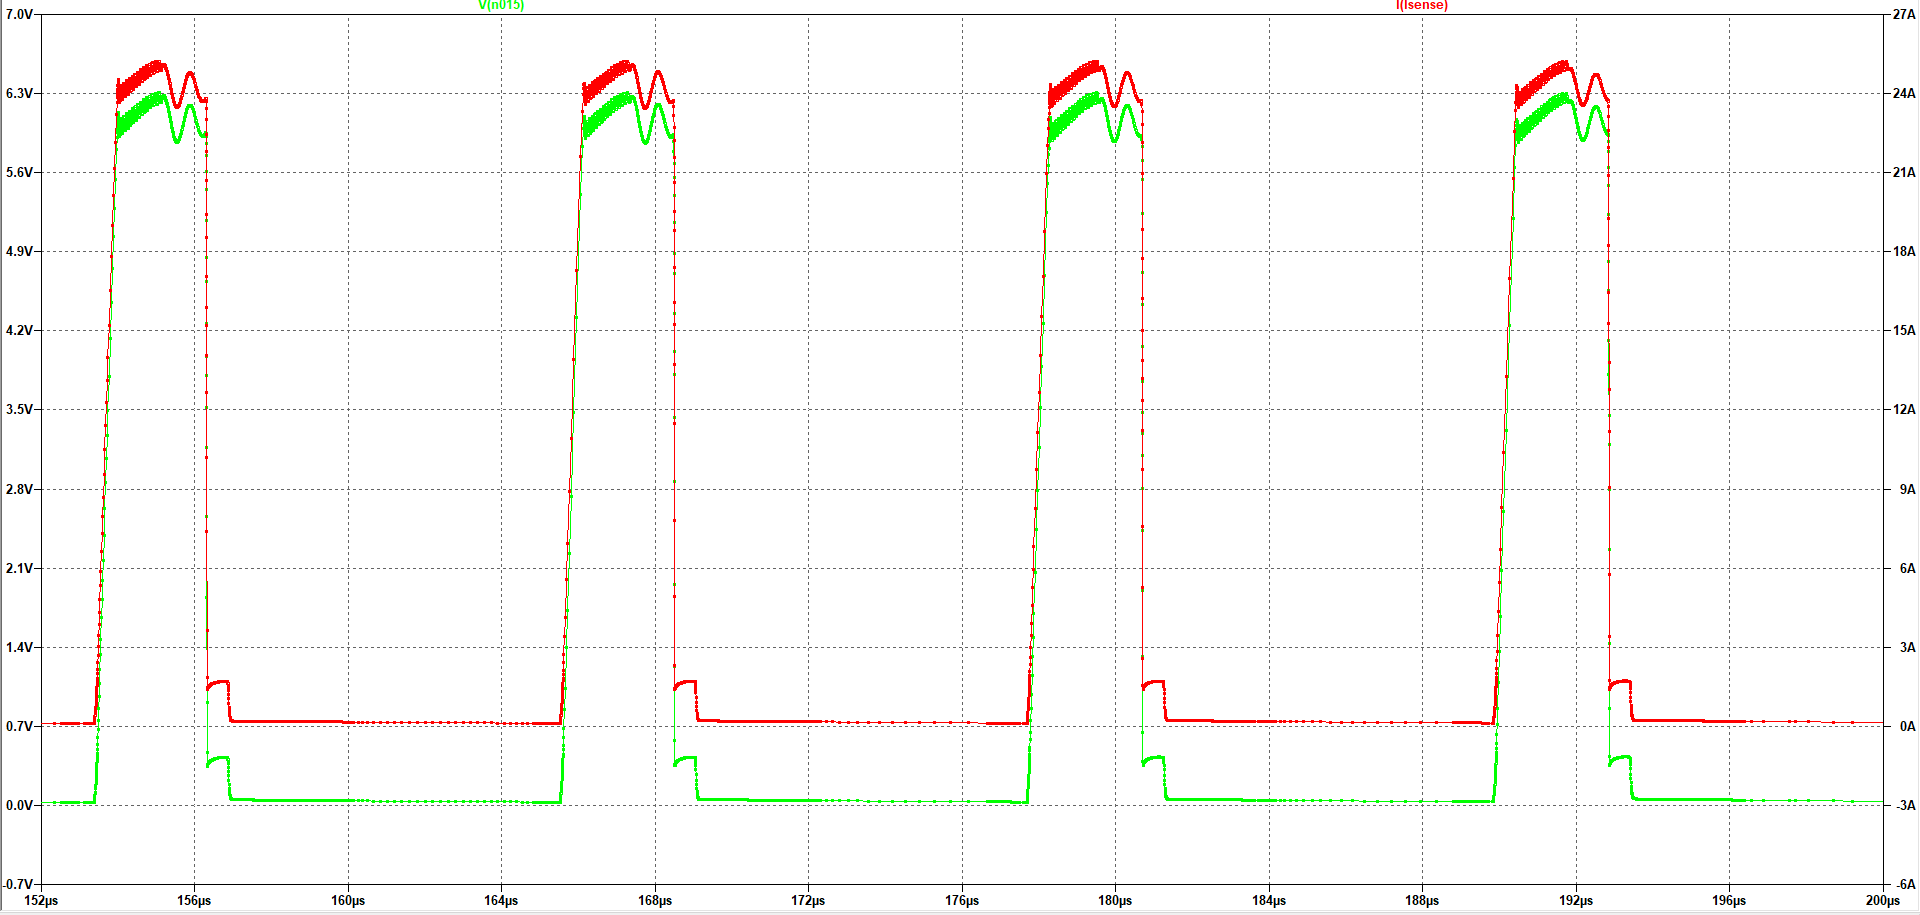 V(n015) I(Isense)
7.0V 27A
6.3V 24A
5.6V 21A
4.9V 18A
4.2V 15A
3.5V 12A
2.8V 9A
2.1V 6A
1.4V 3A
0.7V 0A
0.0V -3A
-0.7V -6A
152µs 156µs 160µs 164µs 168µs 172µs 176µs 180µs 184µs 188µs 192µs 196µs 200µs